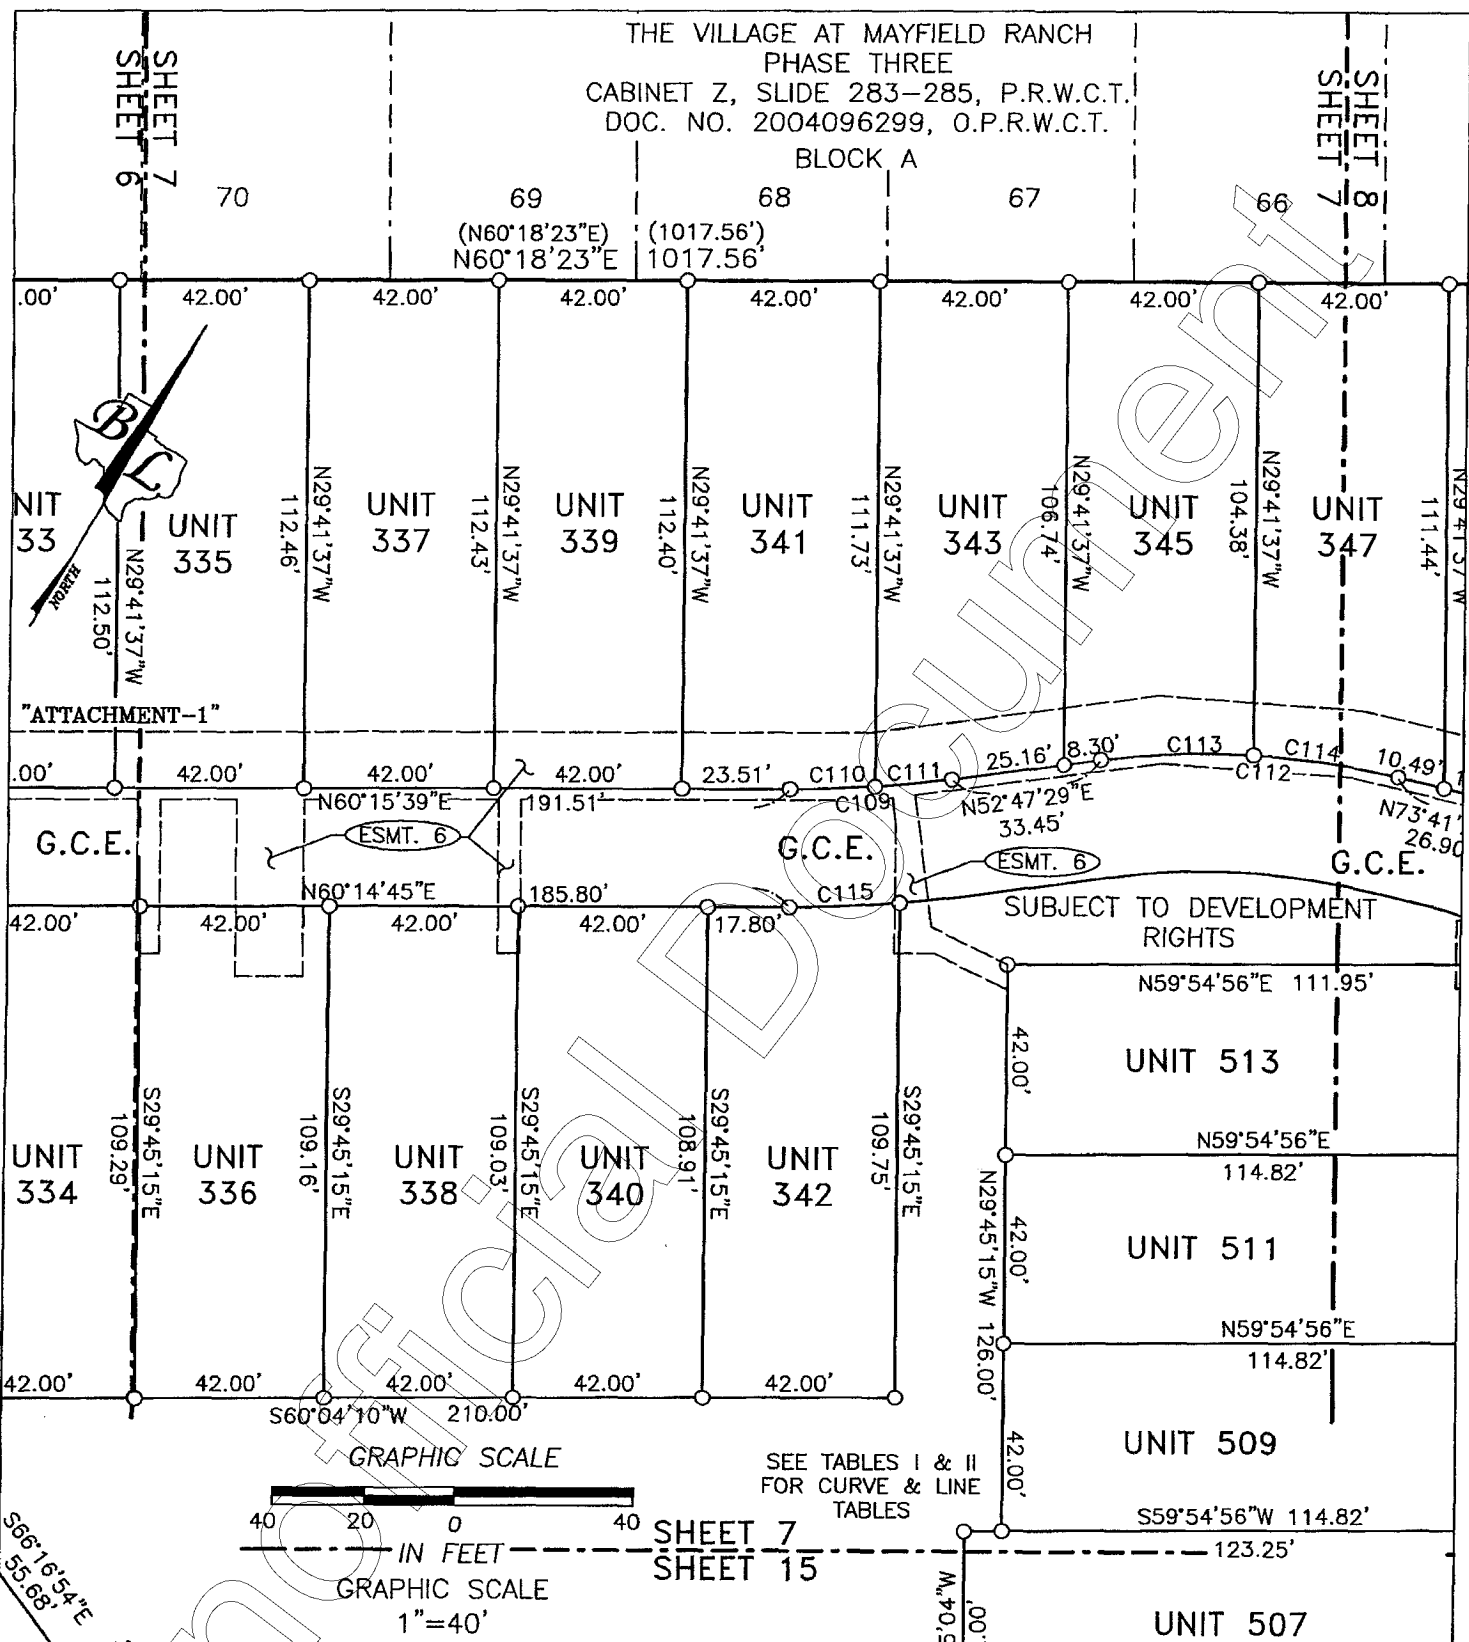 THE VILLAGE AT MAYFIELD RANCH
PHASE THREE
CABINET Z, SLIDE 283-285, P.R.W.C.T.
DOC. NO. 2004096299, O.P.R.W.C.T.
BLOCK A
SHEET 7
SHEET 6
SHEET 8
SHEET 7
70
69
68
67
66
(N60°18'23"E) (1017.56')
N60°18'23"E 1017.56'
.00'
42.00'
42.00'
42.00'
42.00'
42.00'
42.00'
42.00'
B
L
NORTH
NIT
33
N29°41'37"W
112.50'
UNIT
335
N29°41'37"W
112.46'
UNIT
337
N29°41'37"W
112.43'
UNIT
339
N29°41'37"W
112.40'
UNIT
341
N29°41'37"W
111.73'
UNIT
343
N29°41'37"W
106.74'
UNIT
345
N29°41'37"W
104.38'
UNIT
347
N29°41'37"W
111.44'
"ATTACHMENT-1"
.00'
42.00'
42.00'
42.00'
23.51'
C110
C111
25.16'
8.30'
C113
C114
10.49'
N60°15'39"E
191.51'
C109
N52°47'29"E
33.45'
C112
N73°41'
26.90
G.C.E.
ESMT. 6
G.C.E.
ESMT. 6
G.C.E.
N60°14'45"E
185.80'
C115
42.00'
42.00'
42.00'
42.00'
17.80'
SUBJECT TO DEVELOPMENT
RIGHTS
N59°54'56"E 111.95'
UNIT
334
S29°45'15"E
109.29'
UNIT
336
S29°45'15"E
109.16'
UNIT
338
S29°45'15"E
109.03'
UNIT
340
S29°45'15"E
108.91'
UNIT
342
S29°45'15"E
109.75'
42.00'
UNIT 513
N59°54'56"E
114.82'
N29°45'15"W 126.00'
42.00'
UNIT 511
N59°54'56"E
114.82'
42.00'
UNIT 509
S59°54'56"W 114.82'
123.25'
UNIT 507
42.00'
42.00'
42.00'
42.00'
42.00'
S60°04'10"W 210.00'
GRAPHIC SCALE
40 20 0 40
IN FEET
GRAPHIC SCALE
1"=40'
SEE TABLES I & II
FOR CURVE & LINE
TABLES
SHEET 7
SHEET 15
S66°16'54"E
55.68'
.00'
Unofficial Document